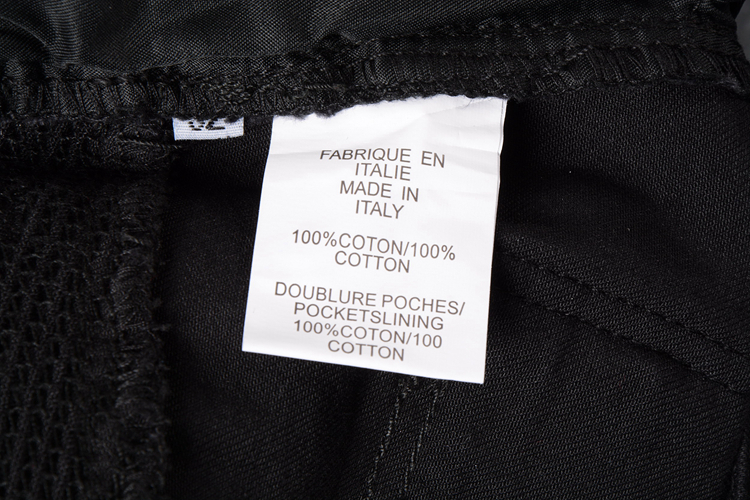 FABRIQUE EN
ITALIE
MADE IN
ITALY
100%COTON/100%
COTTON
DOUBLURE POCHES/
POCKETSLINING
100%COTON/100
COTTON